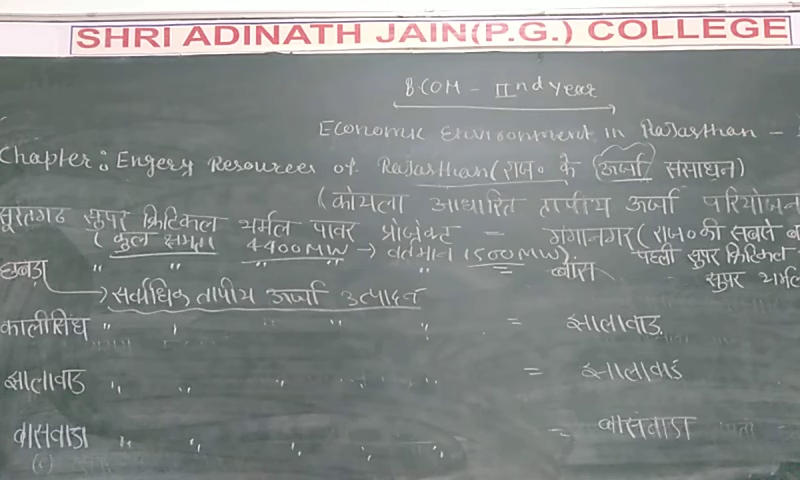 SHRI ADINATH JAIN(P.G.) COLLEGE
B.COM - IInd Year
Economic Environment in Rajasthan -
Chapter: Engery Resources of Rajasthan (राज० के ऊर्जा संसाधन)
(कोयला आधारित तापीय ऊर्जा परियोजन
सूरतगढ सुपर क्रिटिकल थर्मल पावर प्रोजेक्ट - गंगानगर (राज० की सबसे ब
(कुल क्षमता 4400MW → वर्तमान 1500MW) पहली सुपर क्रिटिकल
छबड़ा " " " " " = बांरा सुपर थर्मल
→ सर्वाधिक तापीय ऊर्जा उत्पादन
कालीसिंध " " " " " = झालावाड़
झालावाड़ " " " " = झालावाड़
बांसवाडा " " " " = बांसवाडा